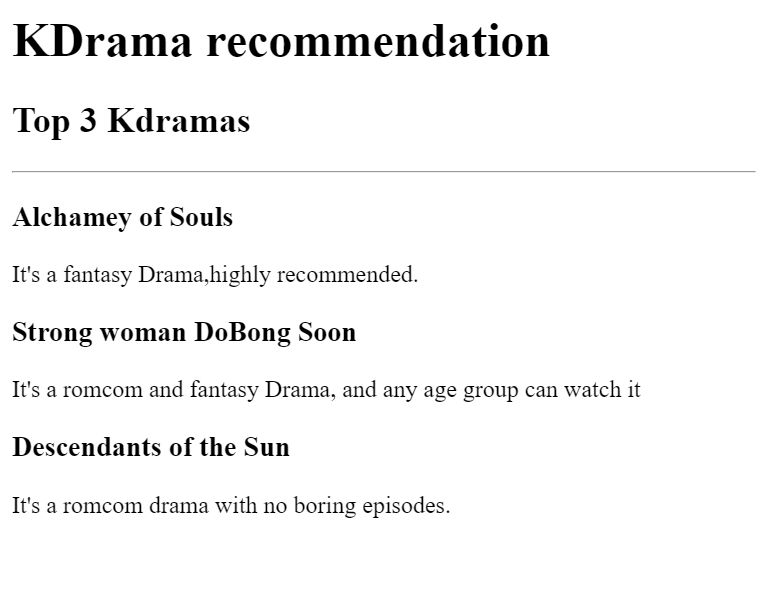 KDrama recommendation
Top 3 Kdramas
Alchamey of Souls
It's a fantasy Drama,highly recommended.
Strong woman DoBong Soon
It's a romcom and fantasy Drama, and any age group can watch it
Descendants of the Sun
It's a romcom drama with no boring episodes.